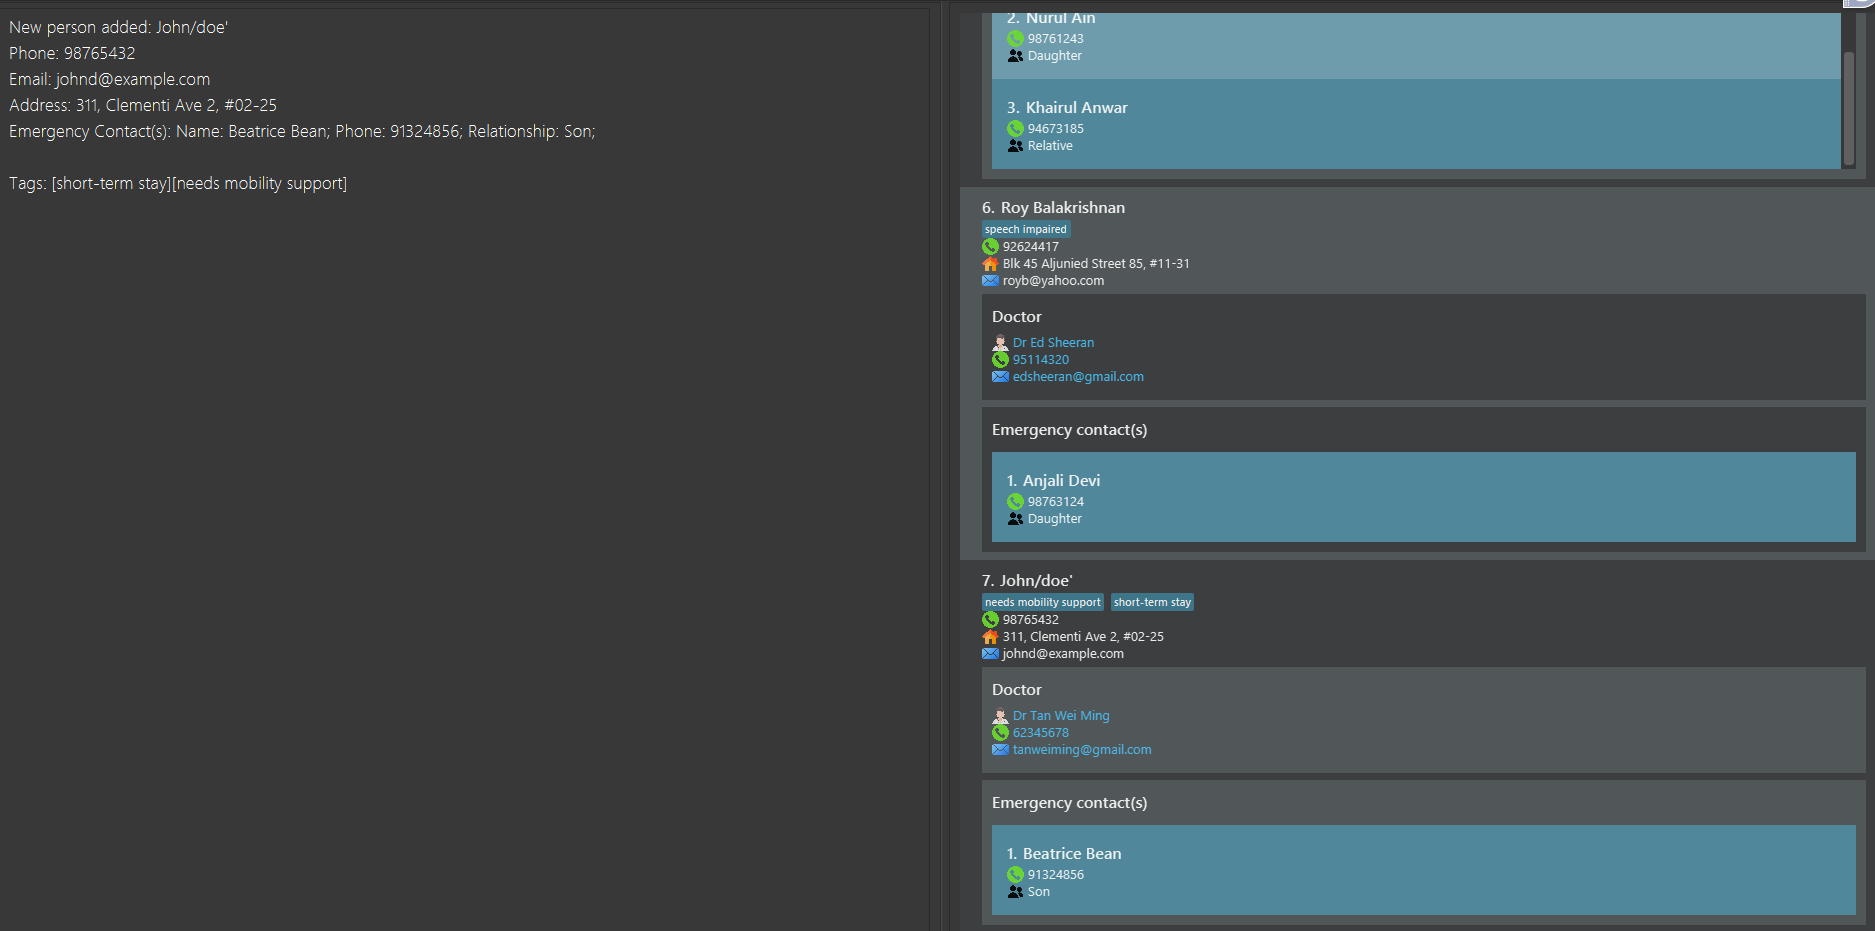 New person added: John/doe'
Phone: 98765432
Email: johnd@example.com
Address: 311, Clementi Ave 2, #02-25
Emergency Contact(s): Name: Beatrice Bean; Phone: 91324856; Relationship: Son;
Tags: [short-term stay][needs mobility support]
2. Nurul Ain
98761243
Daughter
3. Khairul Anwar
94673185
Relative
6. Roy Balakrishnan
speech impaired
92624417
Blk 45 Aljunied Street 85, #11-31
royb@yahoo.com
Doctor
Dr Ed Sheeran
95114320
edsheeran@gmail.com
Emergency contact(s)
1. Anjali Devi
98763124
Daughter
7. John/doe'
needs mobility support short-term stay
98765432
311, Clementi Ave 2, #02-25
johnd@example.com
Doctor
Dr Tan Wei Ming
62345678
tanweiming@gmail.com
Emergency contact(s)
1. Beatrice Bean
91324856
Son